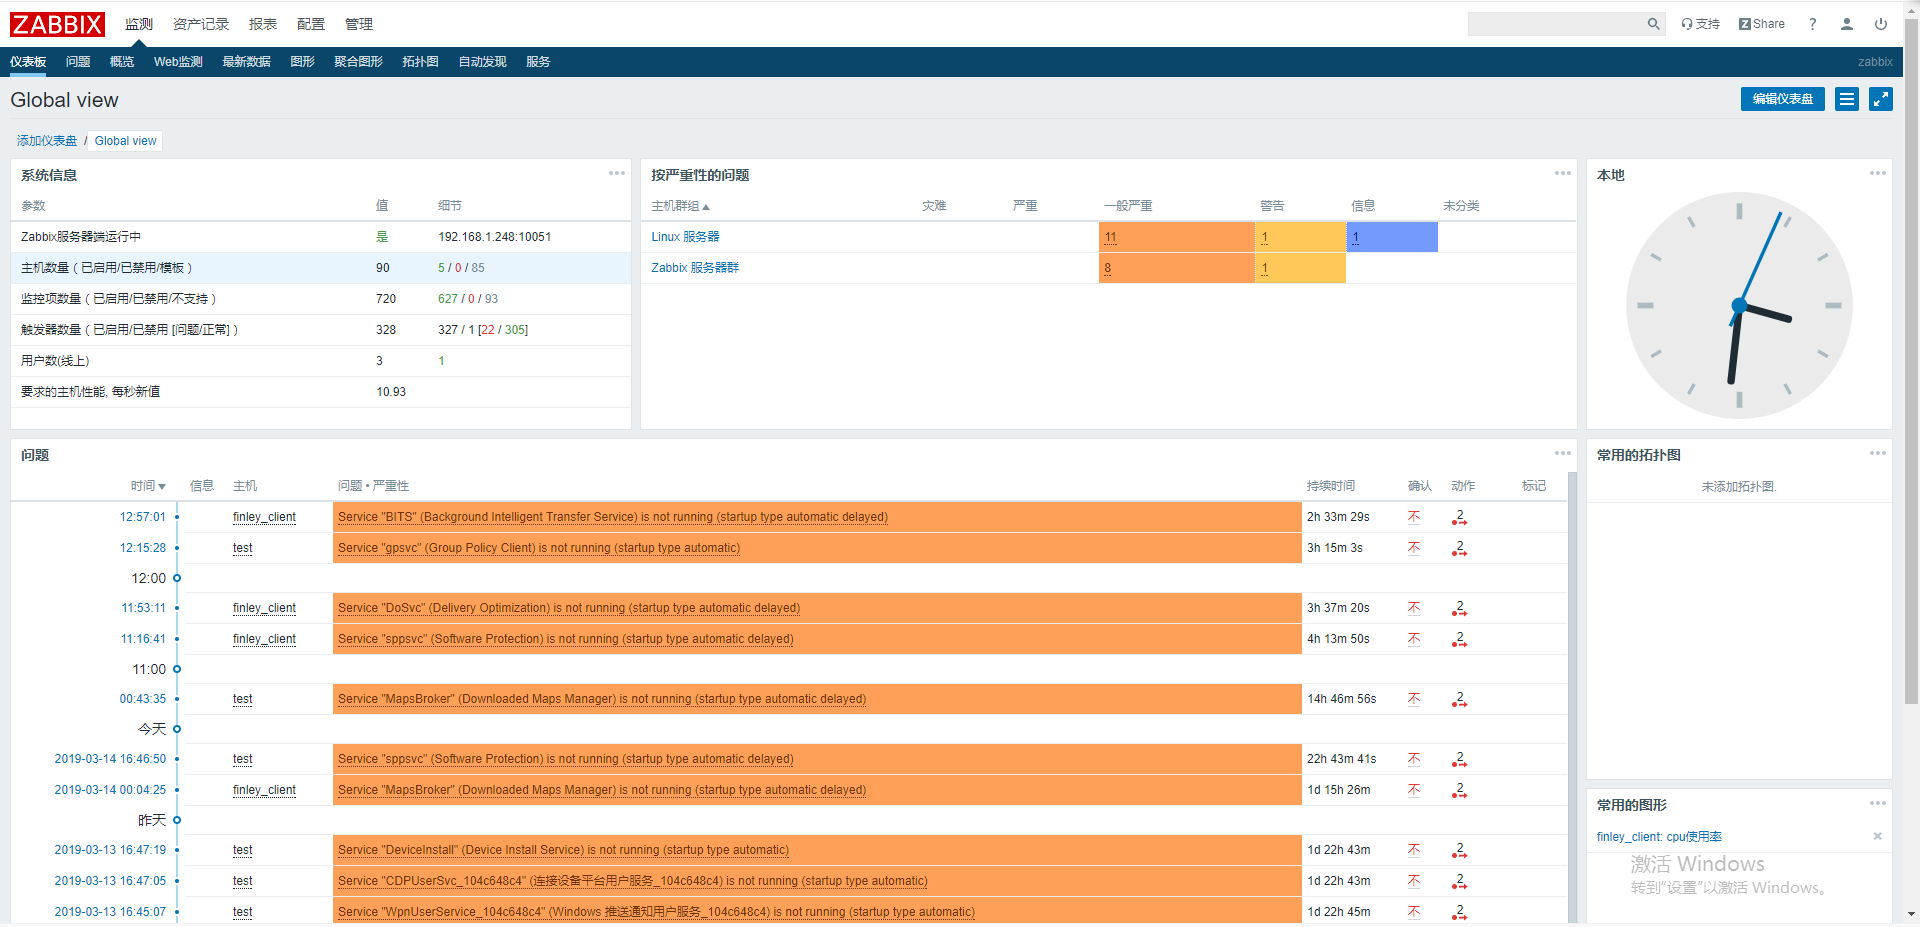 ZABBIX 监测 资产记录 报表 配置 管理 支持 Share ?
仪表板 问题 概览 Web监测 最新数据 图形 聚合图形 拓扑图 自动发现 服务 zabbix
Global view 编辑仪表盘
添加仪表盘 / Global view
系统信息
参数 值 细节
Zabbix服务器端运行中 是 192.168.1.248:10051
主机数量（已启用/已禁用/模板） 90 5 / 0 / 85
监控项数量（已启用/已禁用/不支持） 720 627 / 0 / 93
触发器数量（已启用/已禁用 [问题/正常]） 328 327 / 1 [22 / 305]
用户数(线上) 3 1
要求的主机性能, 每秒新值 10.93
按严重性的问题
主机群组 灾难 严重 一般严重 警告 信息 未分类
Linux 服务器 11 1 1
Zabbix 服务器群 8 1
本地
问题
时间 信息 主机 问题 • 严重性 持续时间 确认 动作 标记
12:57:01 finley_client Service "BITS" (Background Intelligent Transfer Service) is not running (startup type automatic delayed) 2h 33m 29s 不 2
12:15:28 test Service "gpsvc" (Group Policy Client) is not running (startup type automatic) 3h 15m 3s 不 2
12:00
11:53:11 finley_client Service "DoSvc" (Delivery Optimization) is not running (startup type automatic delayed) 3h 37m 20s 不 2
11:16:41 finley_client Service "sppsvc" (Software Protection) is not running (startup type automatic delayed) 4h 13m 50s 不 2
11:00
00:43:35 test Service "MapsBroker" (Downloaded Maps Manager) is not running (startup type automatic delayed) 14h 46m 56s 不 2
今天
2019-03-14 16:46:50 test Service "sppsvc" (Software Protection) is not running (startup type automatic delayed) 22h 43m 41s 不 2
2019-03-14 00:04:25 finley_client Service "MapsBroker" (Downloaded Maps Manager) is not running (startup type automatic delayed) 1d 15h 26m 不 2
昨天
2019-03-13 16:47:19 test Service "DeviceInstall" (Device Install Service) is not running (startup type automatic) 1d 22h 43m 不 2
2019-03-13 16:47:05 test Service "CDPUserSvc_104c648c4" (连接设备平台用户服务_104c648c4) is not running (startup type automatic) 1d 22h 43m 不 2
2019-03-13 16:45:07 test Service "WpnUserService_104c648c4" (Windows 推送通知用户服务_104c648c4) is not running (startup type automatic) 1d 22h 45m 不 2
常用的拓扑图
未添加拓扑图.
常用的图形
finley_client: cpu使用率
激活 Windows
转到"设置"以激活 Windows。